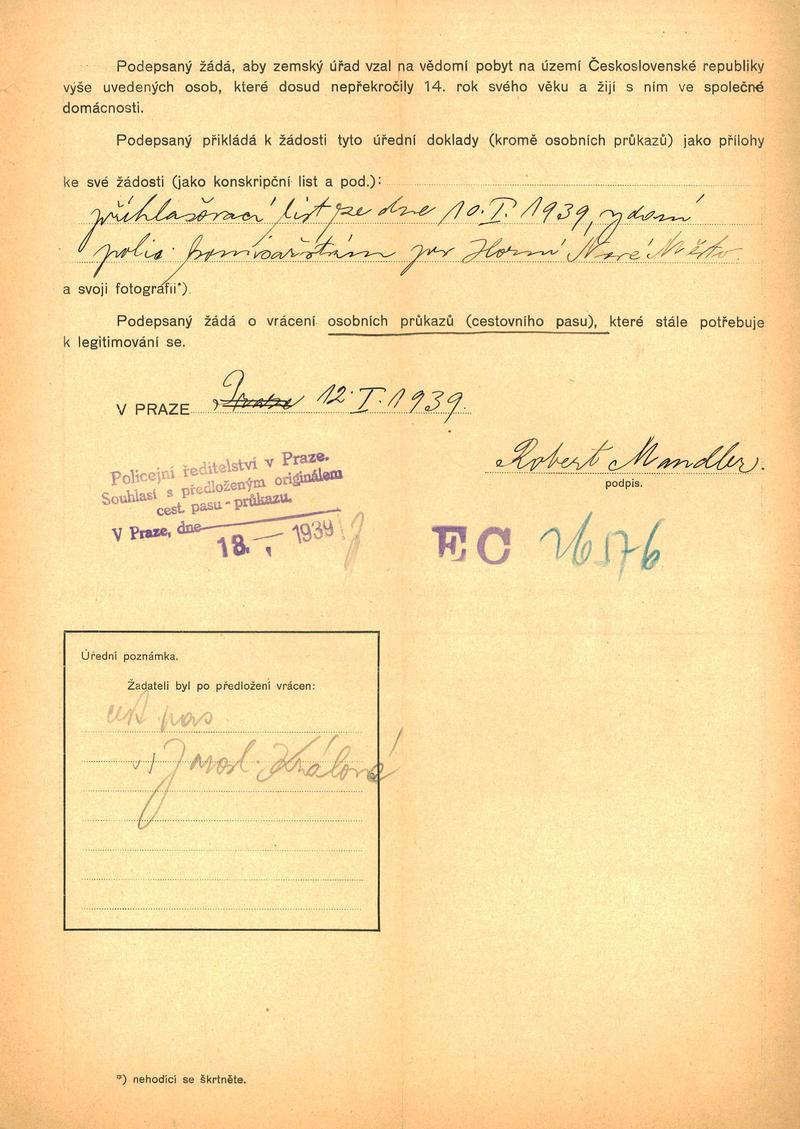 Podepsaný žádá, aby zemský úřad vzal na vědomí pobyt na území Československé republiky
výše uvedených osob, které dosud nepřekročily 14. rok svého věku a žijí s ním ve společné
domácnosti.
Podepsaný přikládá k žádosti tyto úřední doklady (kromě osobních průkazů) jako přílohy
ke své žádosti (jako konskripční list a pod.):
přihlašovací list ze dne 10.I.1939, vydaný
polic. komisařstvím pro Horní Nové Město.
a svoji fotografii*).
Podepsaný žádá o vrácení osobních průkazů (cestovního pasu), které stále potřebuje
k legitimování se.
V PRAZE 12.I.1939.
Robert Mandler.
podpis.
Policejní ředitelství v Praze.
Souhlasí s předloženým originálem
cest. pasu - průkazu.
V Praze, dne
18. 1939
EC 26576
Úřední poznámka.
Žadateli byl po předložení vrácen:
cest. pas
Jarosl. Králová
*) nehodící se škrtněte.